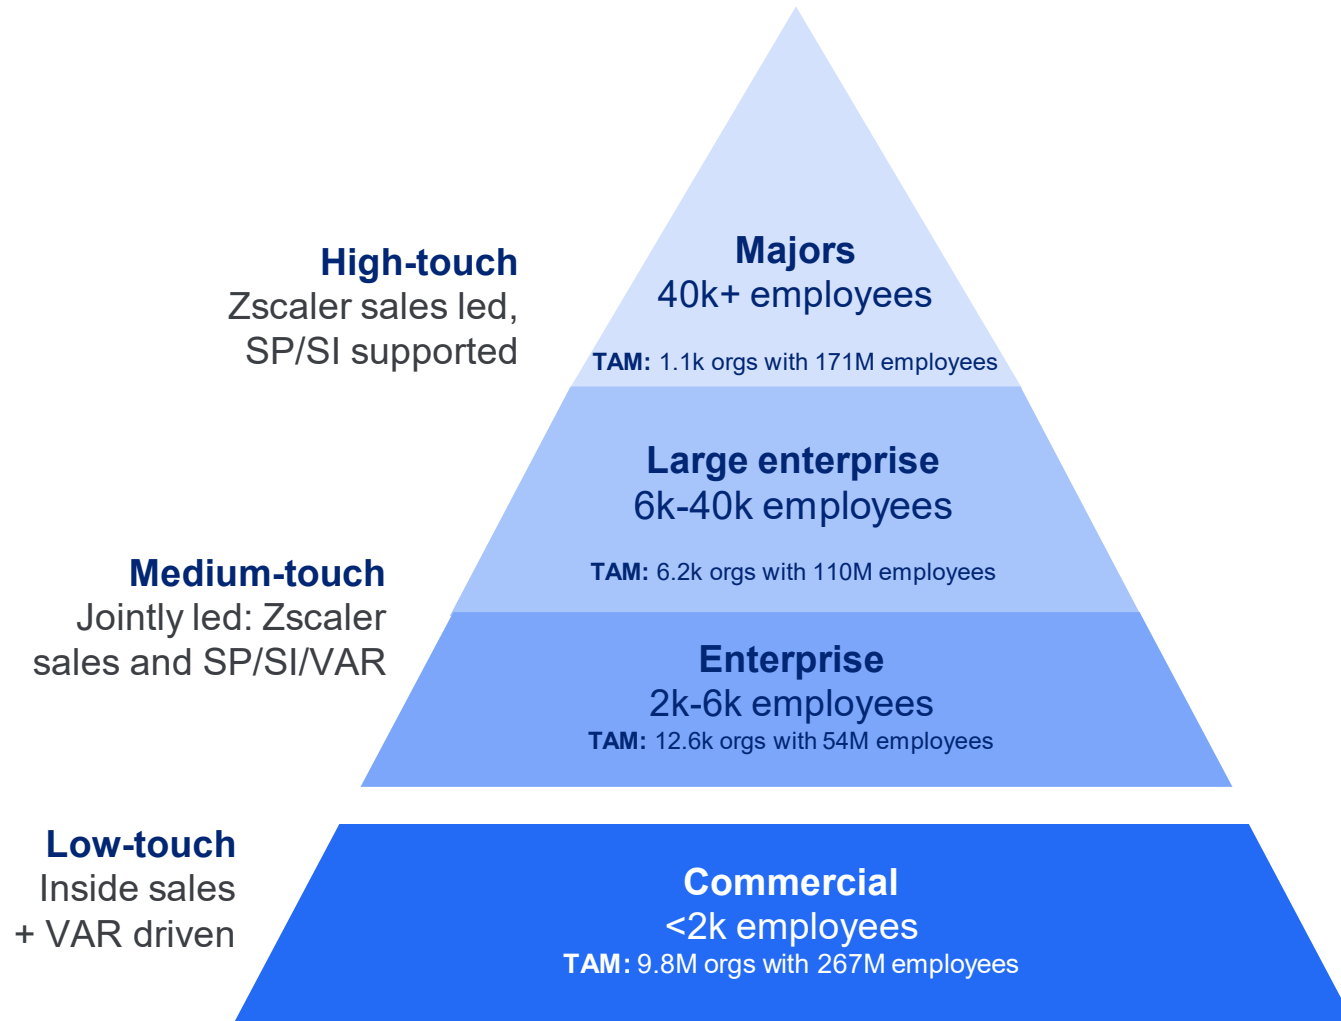 High-touch
Zscaler sales led,
SP/SI supported
Majors
40k+ employees
TAM: 1.1k orgs with 171M employees
Large enterprise
6k-40k employees
TAM: 6.2k orgs with 110M employees
Medium-touch
Jointly led: Zscaler
sales and SP/SI/VAR
Enterprise
2k-6k employees
TAM: 12.6k orgs with 54M employees
Low-touch
Inside sales
+ VAR driven
Commercial
<2k employees
TAM: 9.8M orgs with 267M employees